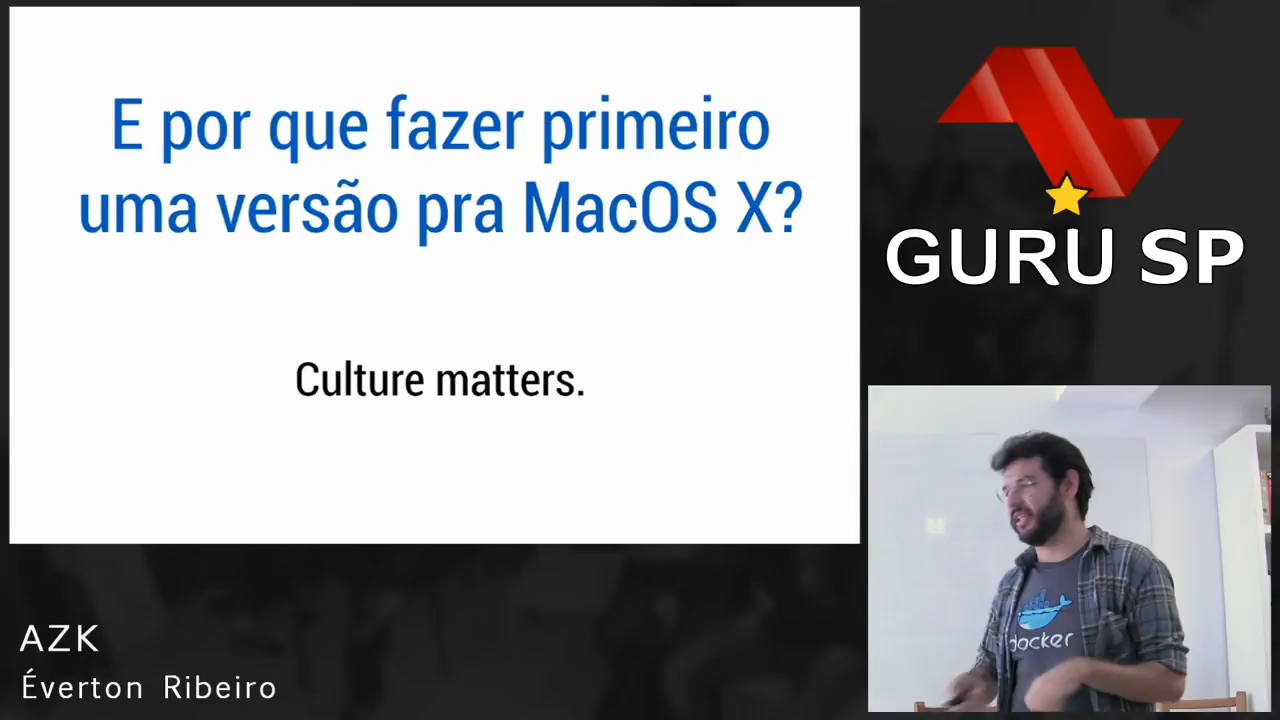 E por que fazer primeiro
uma versão pra MacOS X?
Culture matters.
GURU SP
docker
AZK
Éverton Ribeiro